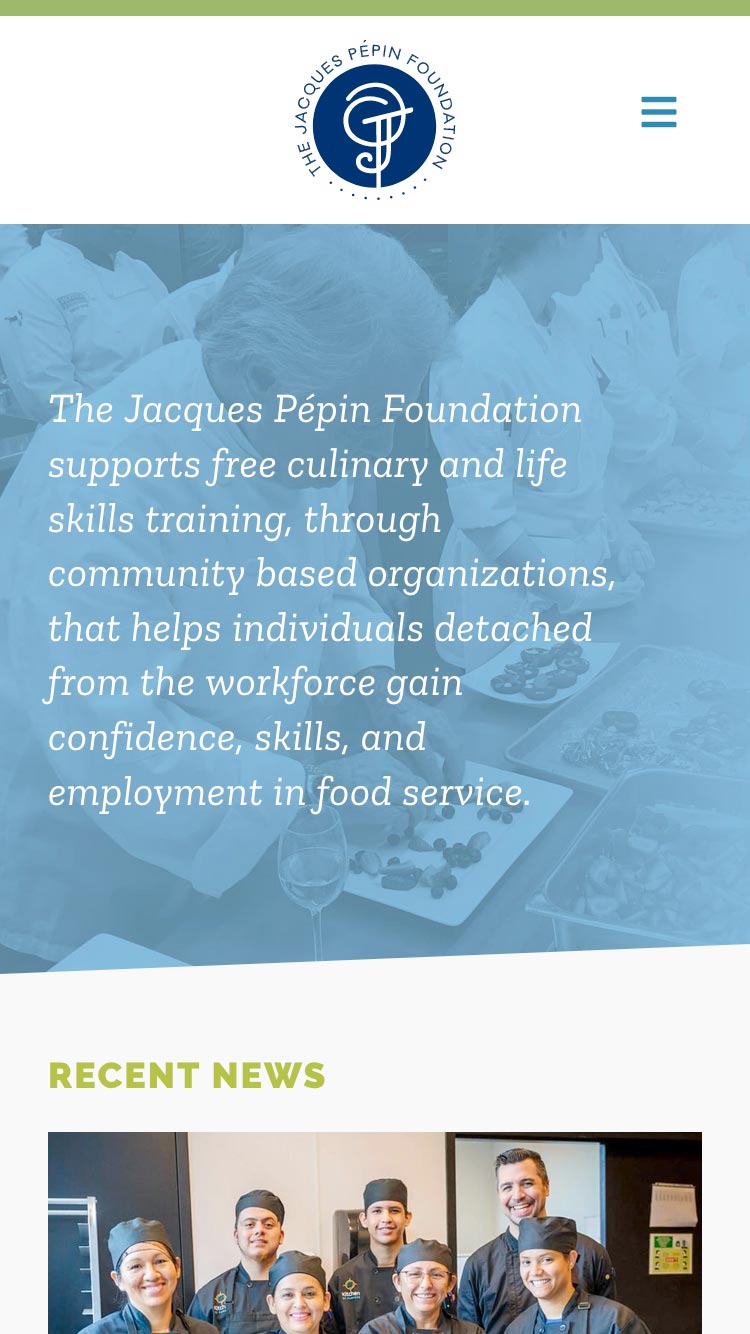 THE JACQUES PÉPIN FOUNDATION
The Jacques Pépin Foundation
supports free culinary and life
skills training, through
community based organizations,
that helps individuals detached
from the workforce gain
confidence, skills, and
employment in food service.
RECENT NEWS